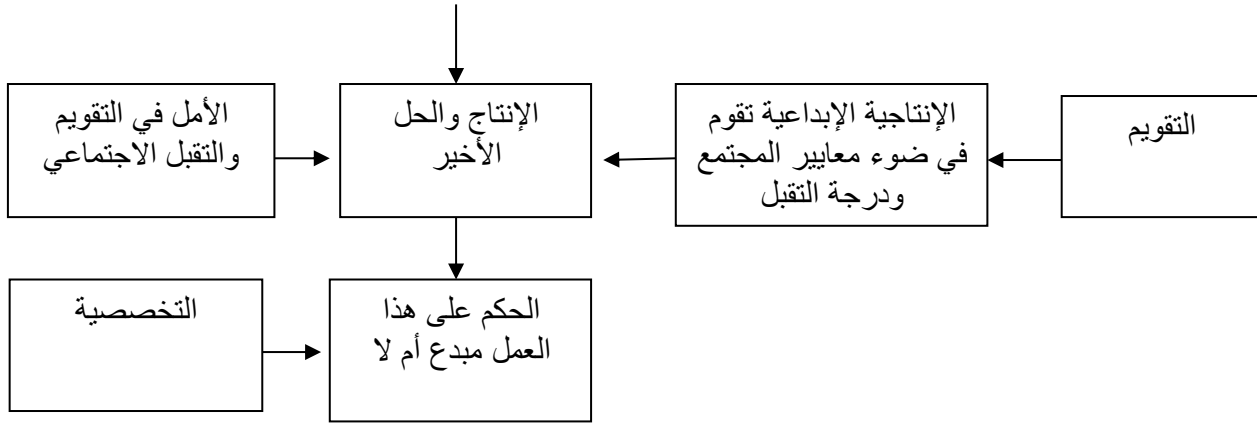 التقويم
الإنتاجية الإبداعية تقوم
في ضوء معايير المجتمع
ودرجة التقبل
الإنتاج والحل
الأخير
الأمل في التقويم
والتقبل الاجتماعي
الحكم على هذا
العمل مبدع أم لا
التخصصية